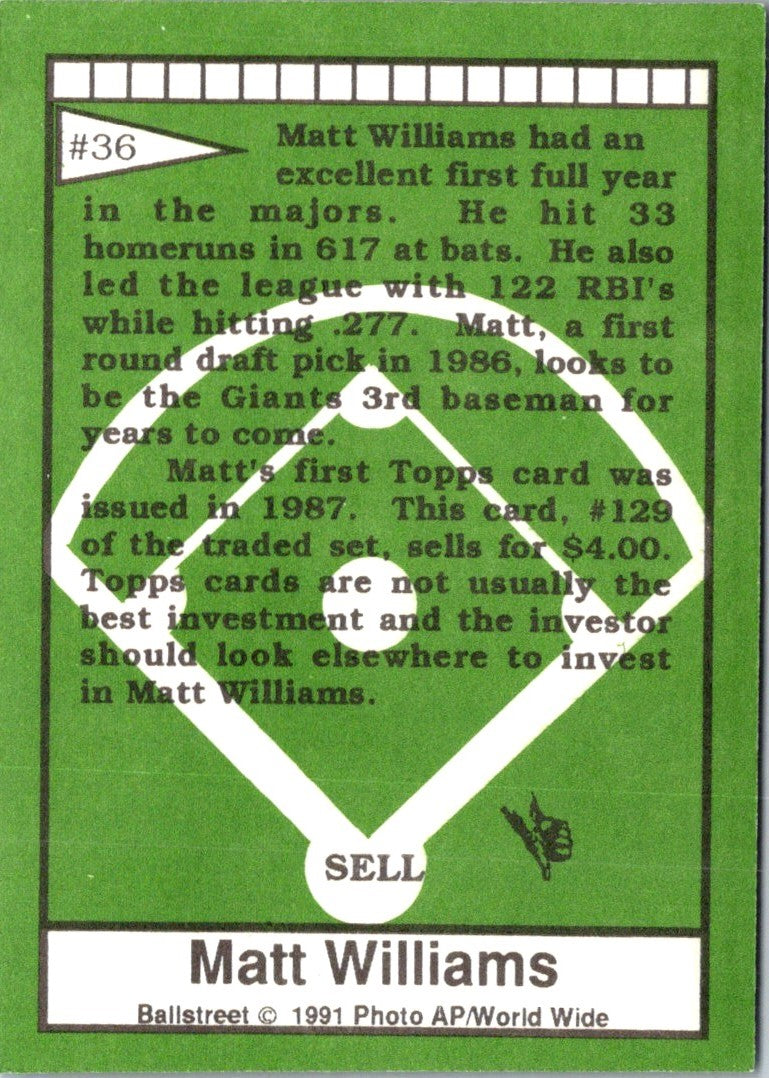 #36
Matt Williams had an
excellent first full year
in the majors. He hit 33
homeruns in 617 at bats. He also
led the league with 122 RBI's
while hitting .277. Matt, a first
round draft pick in 1986, looks to
be the Giants 3rd baseman for
years to come.
Matt's first Topps card was
issued in 1987. This card, #129
of the traded set, sells for $4.00.
Topps cards are not usually the
best investment and the investor
should look elsewhere to invest
in Matt Williams.
SELL
Matt Williams
Ballstreet © 1991 Photo AP/World Wide